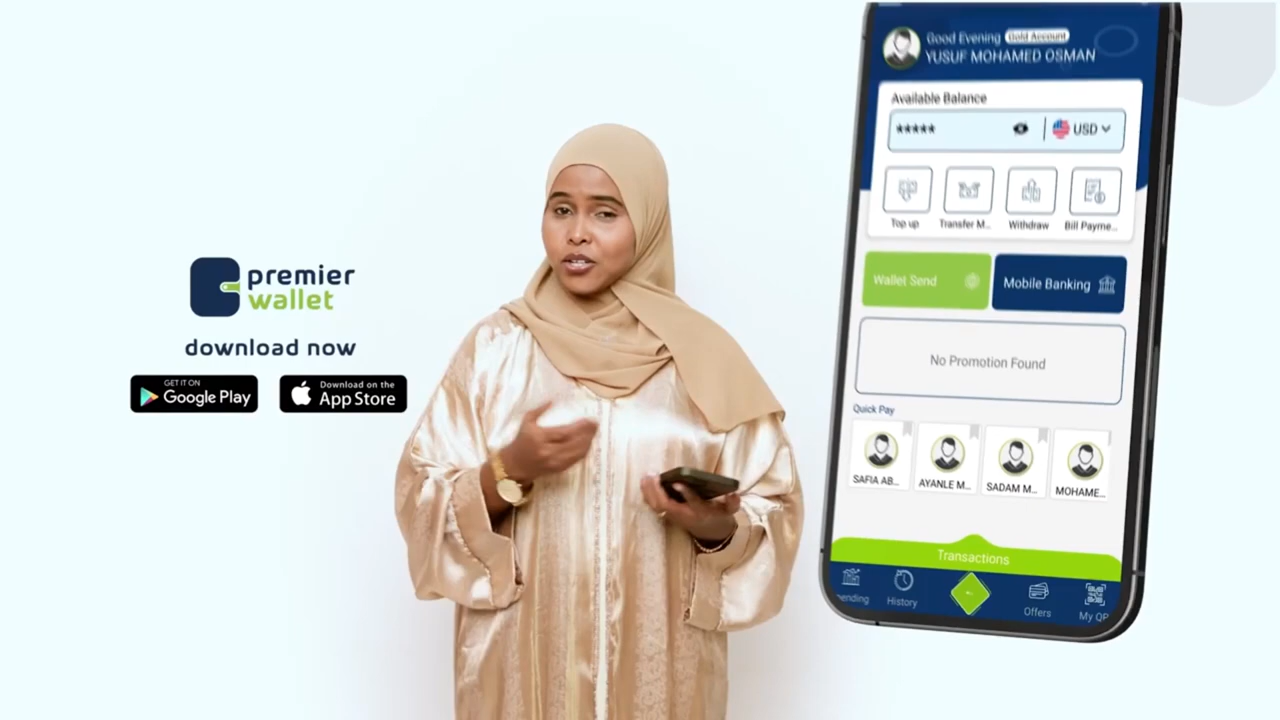 premier
wallet
download now
GET IT ON
Google Play
Download on the
App Store
Good Evening Gold Account
YUSUF MOHAMED OSMAN
Available Balance
*****
USD
Top up
Transfer M...
Withdraw
Bill Payme...
Wallet Send
Mobile Banking
No Promotion Found
Quick Pay
SAFIA AB...
AYANLE M...
SADAM M...
MOHAME...
Transactions
ending
History
Offers
My QR